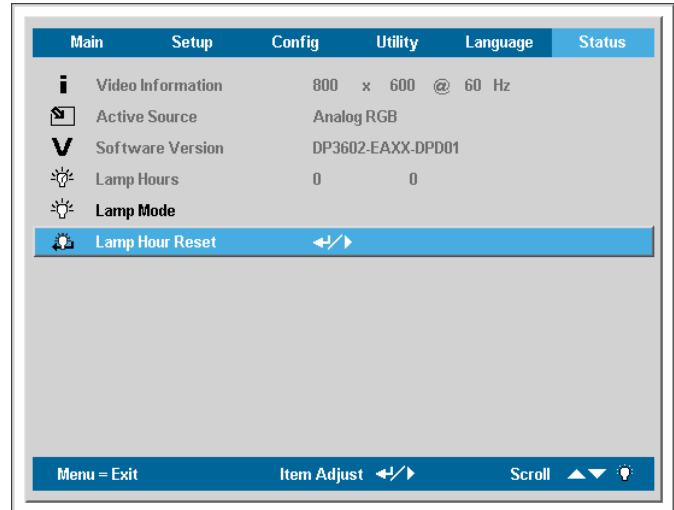 Main Setup Config Utility Language Status
i Video Information 800 x 600 @ 60 Hz
Active Source Analog RGB
V Software Version DP3602-EAXX-DPD01
Lamp Hours 0 0
Lamp Mode
Lamp Hour Reset
Menu = Exit Item Adjust Scroll